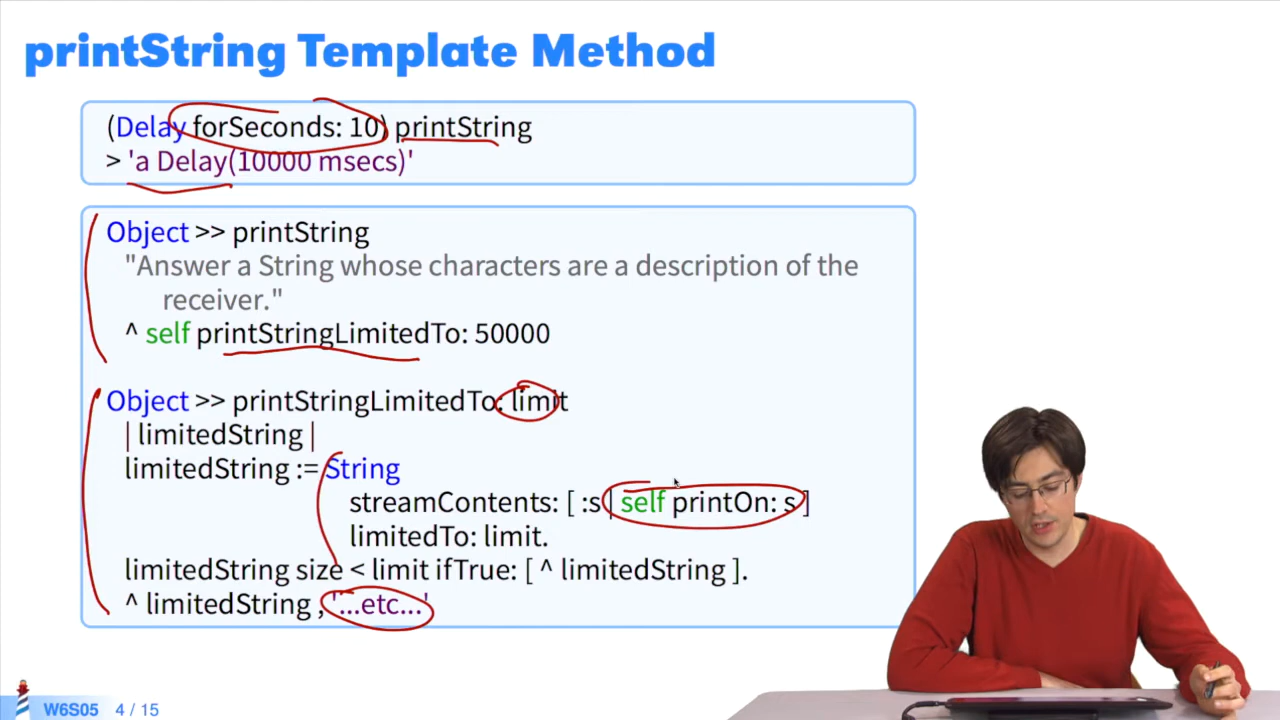 printString Template Method
(Delay forSeconds: 10) printString
> 'a Delay(10000 msecs)'
Object >> printString
"Answer a String whose characters are a description of the
receiver."
^ self printStringLimitedTo: 50000
Object >> printStringLimitedTo: limit
| limitedString |
limitedString := String
streamContents: [ :s | self printOn: s ]
limitedTo: limit.
limitedString size < limit ifTrue: [ ^ limitedString ].
^ limitedString , '...etc...'
W6S05 4 / 15